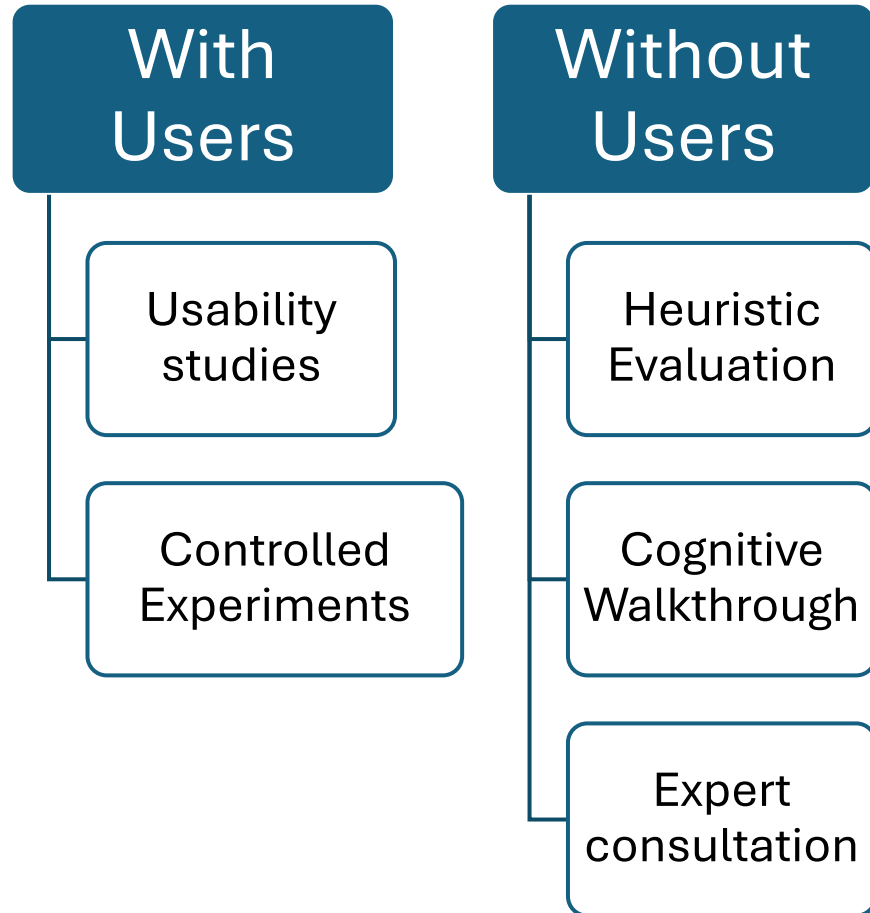 With
Users
Usability
studies
Controlled
Experiments
Without
Users
Heuristic
Evaluation
Cognitive
Walkthrough
Expert
consultation